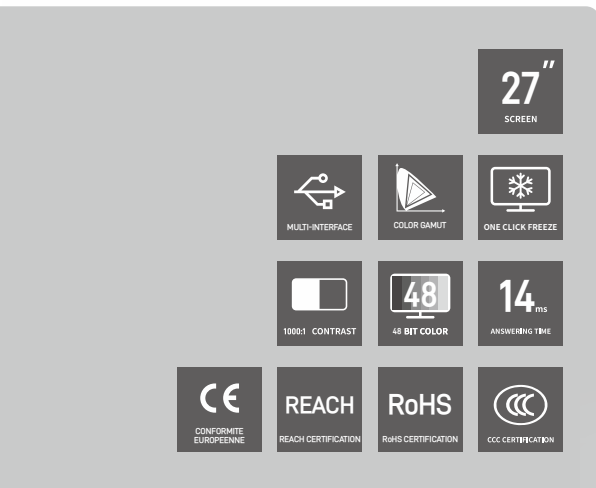 27″
SCREEN
MULTI-INTERFACE
COLOR GAMUT
ONE CLICK FREEZE
1000:1 CONTRAST
48
48 BIT COLOR
14ms
ANSWERING TIME
CE
CONFORMITE
EUROPEENNE
REACH
REACH CERTIFICATION
RoHS
RoHS CERTIFICATION
CCC
CCC CERTIFICATION